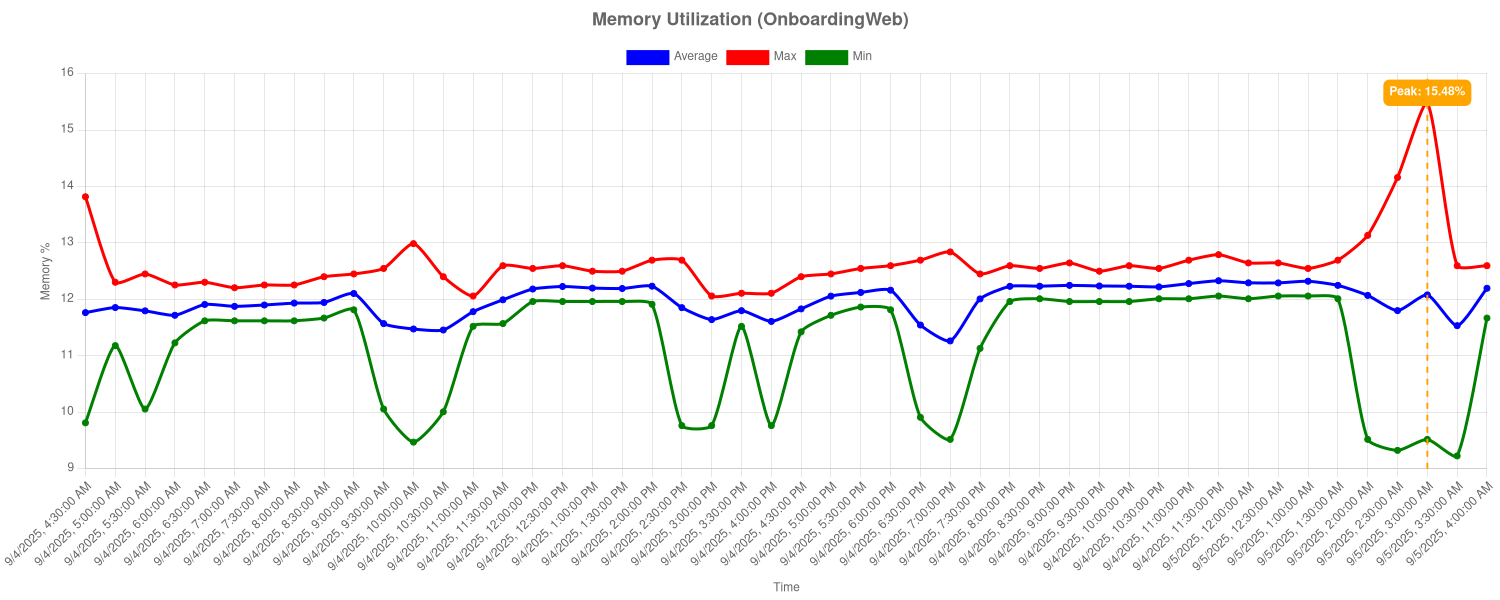 Memory Utilization (OnboardingWeb)
Average Max Min
16
Peak: 15.48%
15
14
13
12
11
10
9
Memory %
9/4/2025, 4:30:00 AM
9/4/2025, 5:00:00 AM
9/4/2025, 5:30:00 AM
9/4/2025, 6:00:00 AM
9/4/2025, 6:30:00 AM
9/4/2025, 7:00:00 AM
9/4/2025, 7:30:00 AM
9/4/2025, 8:00:00 AM
9/4/2025, 8:30:00 AM
9/4/2025, 9:00:00 AM
9/4/2025, 9:30:00 AM
9/4/2025, 10:00:00 AM
9/4/2025, 10:30:00 AM
9/4/2025, 11:00:00 AM
9/4/2025, 11:30:00 AM
9/4/2025, 12:00:00 PM
9/4/2025, 12:30:00 PM
9/4/2025, 1:00:00 PM
9/4/2025, 1:30:00 PM
9/4/2025, 2:00:00 PM
9/4/2025, 2:30:00 PM
9/4/2025, 3:00:00 PM
9/4/2025, 3:30:00 PM
9/4/2025, 4:00:00 PM
9/4/2025, 4:30:00 PM
9/4/2025, 5:00:00 PM
9/4/2025, 5:30:00 PM
9/4/2025, 6:00:00 PM
9/4/2025, 6:30:00 PM
9/4/2025, 7:00:00 PM
9/4/2025, 7:30:00 PM
9/4/2025, 8:00:00 PM
9/4/2025, 8:30:00 PM
9/4/2025, 9:00:00 PM
9/4/2025, 9:30:00 PM
9/4/2025, 10:00:00 PM
9/4/2025, 10:30:00 PM
9/4/2025, 11:00:00 PM
9/4/2025, 11:30:00 PM
9/5/2025, 12:00:00 AM
9/5/2025, 12:30:00 AM
9/5/2025, 1:00:00 AM
9/5/2025, 1:30:00 AM
9/5/2025, 2:00:00 AM
9/5/2025, 2:30:00 AM
9/5/2025, 3:00:00 AM
9/5/2025, 3:30:00 AM
9/5/2025, 4:00:00 AM
Time